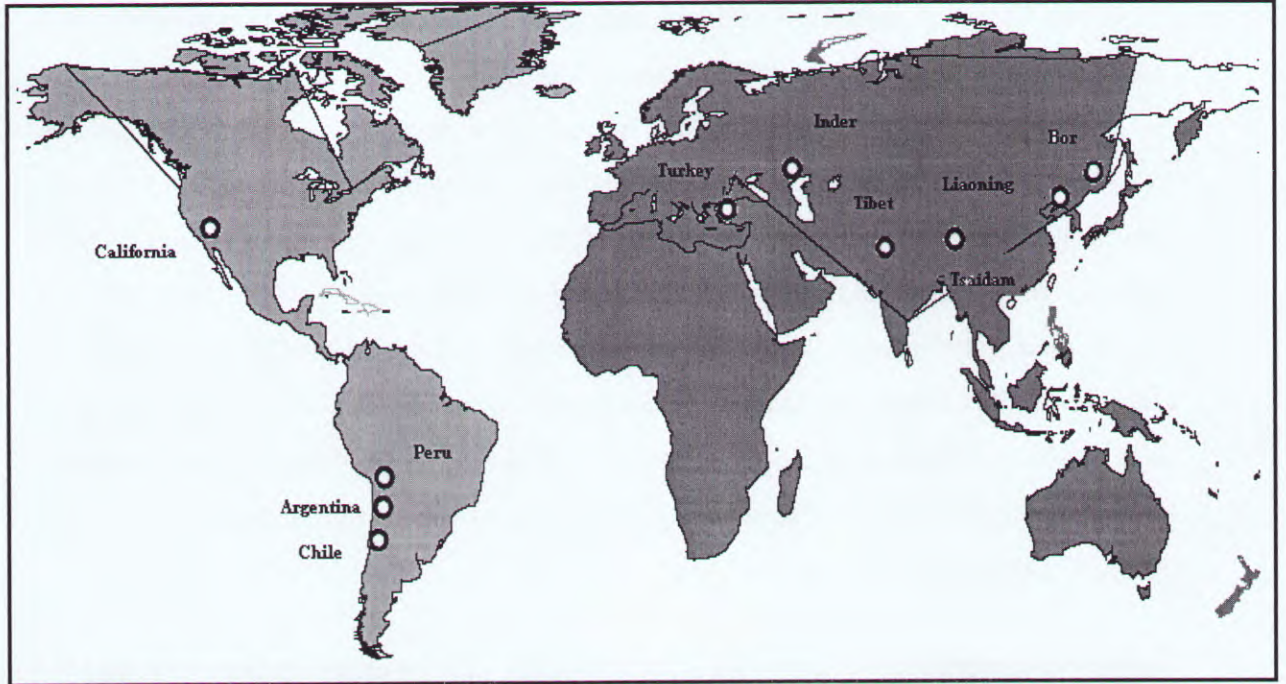 Inder
Bor
Turkey
Liaoning
Tibet
California
Tsaidam
Peru
Argentina
Chile